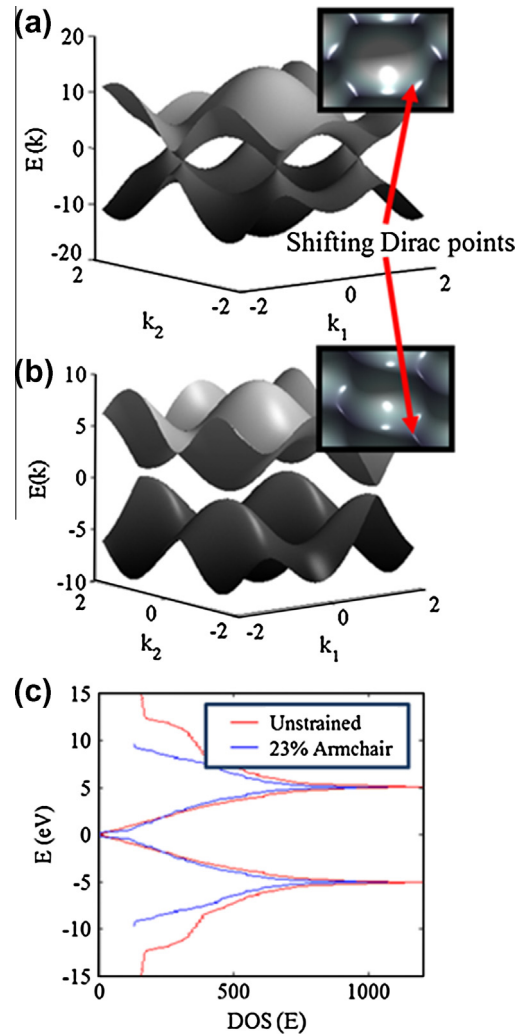 (a)
20
10
0
-10
-20
E (k)
2
-2
-2
0
2
k2
k1
Shifting Dirac points
(b)
10
5
0
-5
-10
E(k)
2
0
-2
-2
0
2
k2
k1
(c)
15
10
5
0
-5
-10
-15
E (eV)
Unstrained
23% Armchair
0
500
1000
DOS (E)